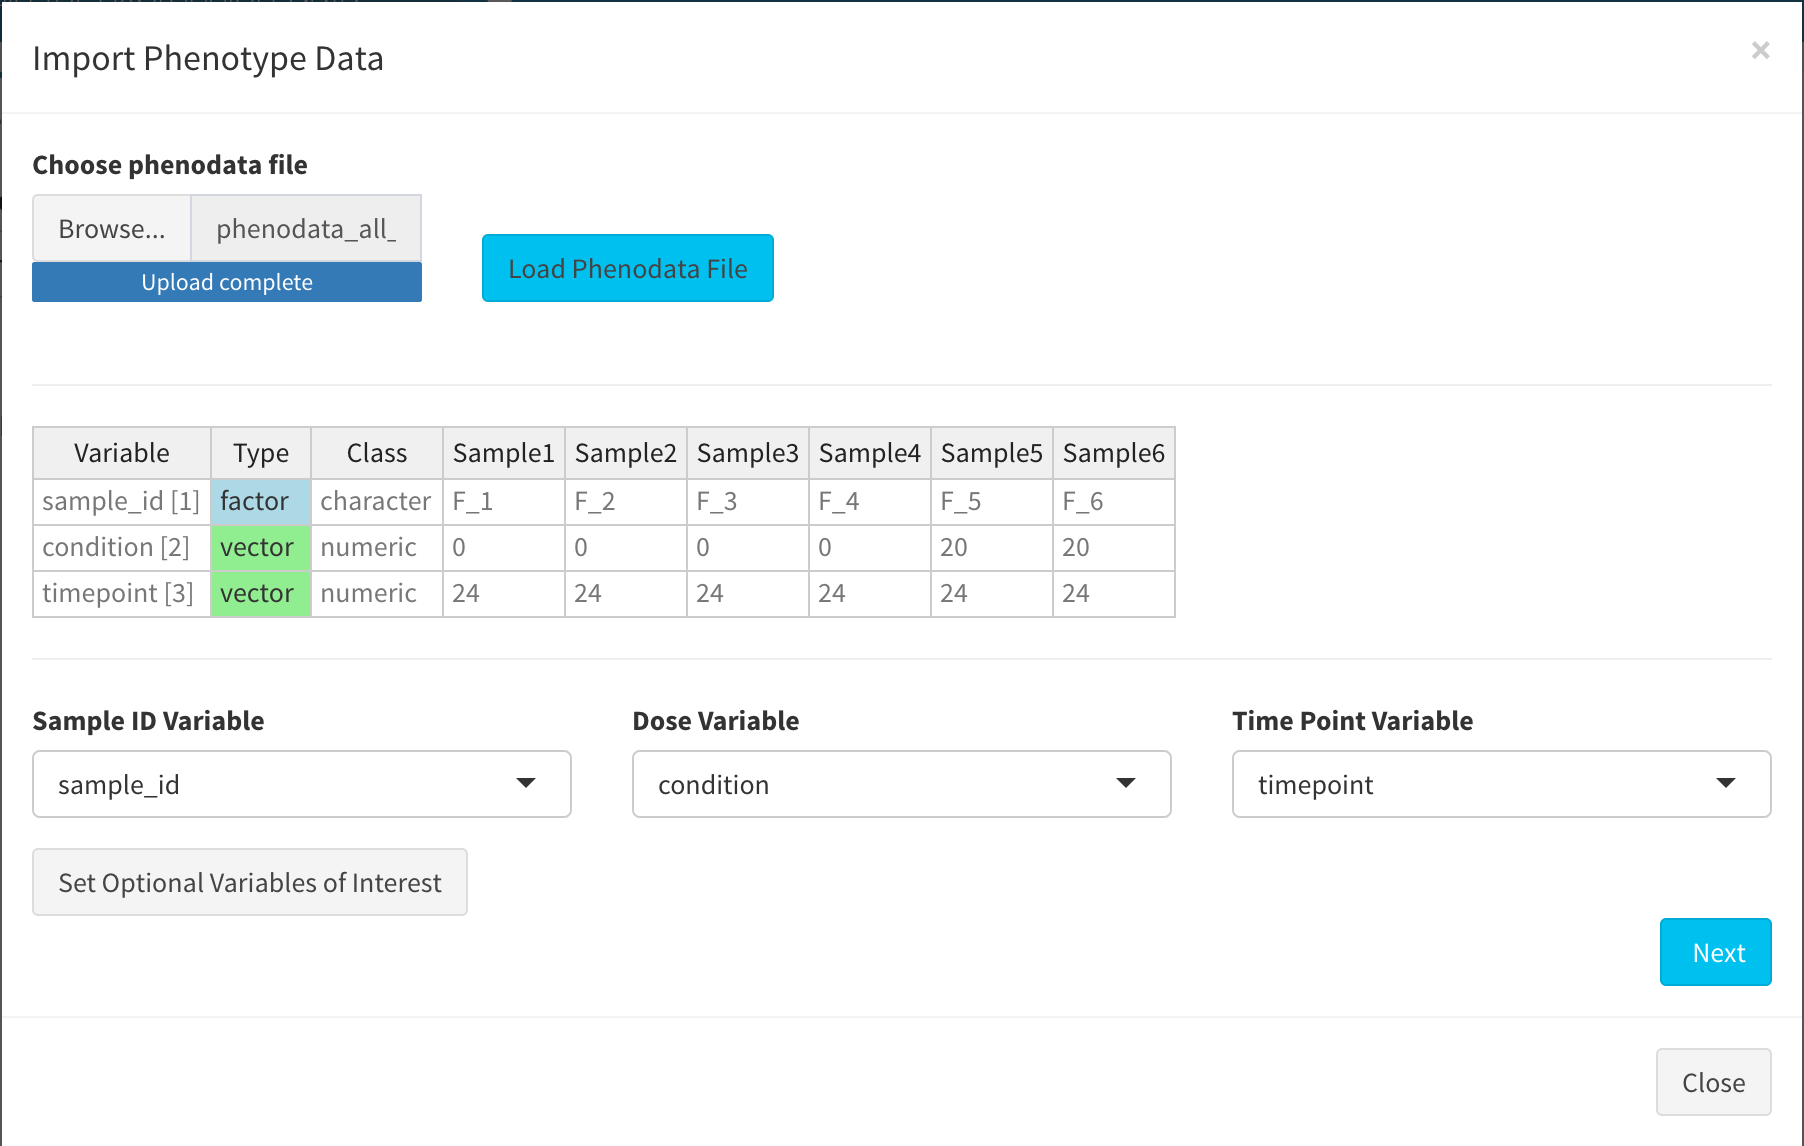 Import Phenotype Data
×
Choose phenodata file
Browse... phenodata_all_
Upload complete
Load Phenodata File
Variable Type Class Sample1 Sample2 Sample3 Sample4 Sample5 Sample6
sample_id [1] factor character F_1 F_2 F_3 F_4 F_5 F_6
condition [2] vector numeric 0 0 0 0 20 20
timepoint [3] vector numeric 24 24 24 24 24 24
Sample ID Variable Dose Variable Time Point Variable
sample_id condition timepoint
Set Optional Variables of Interest
Next
Close